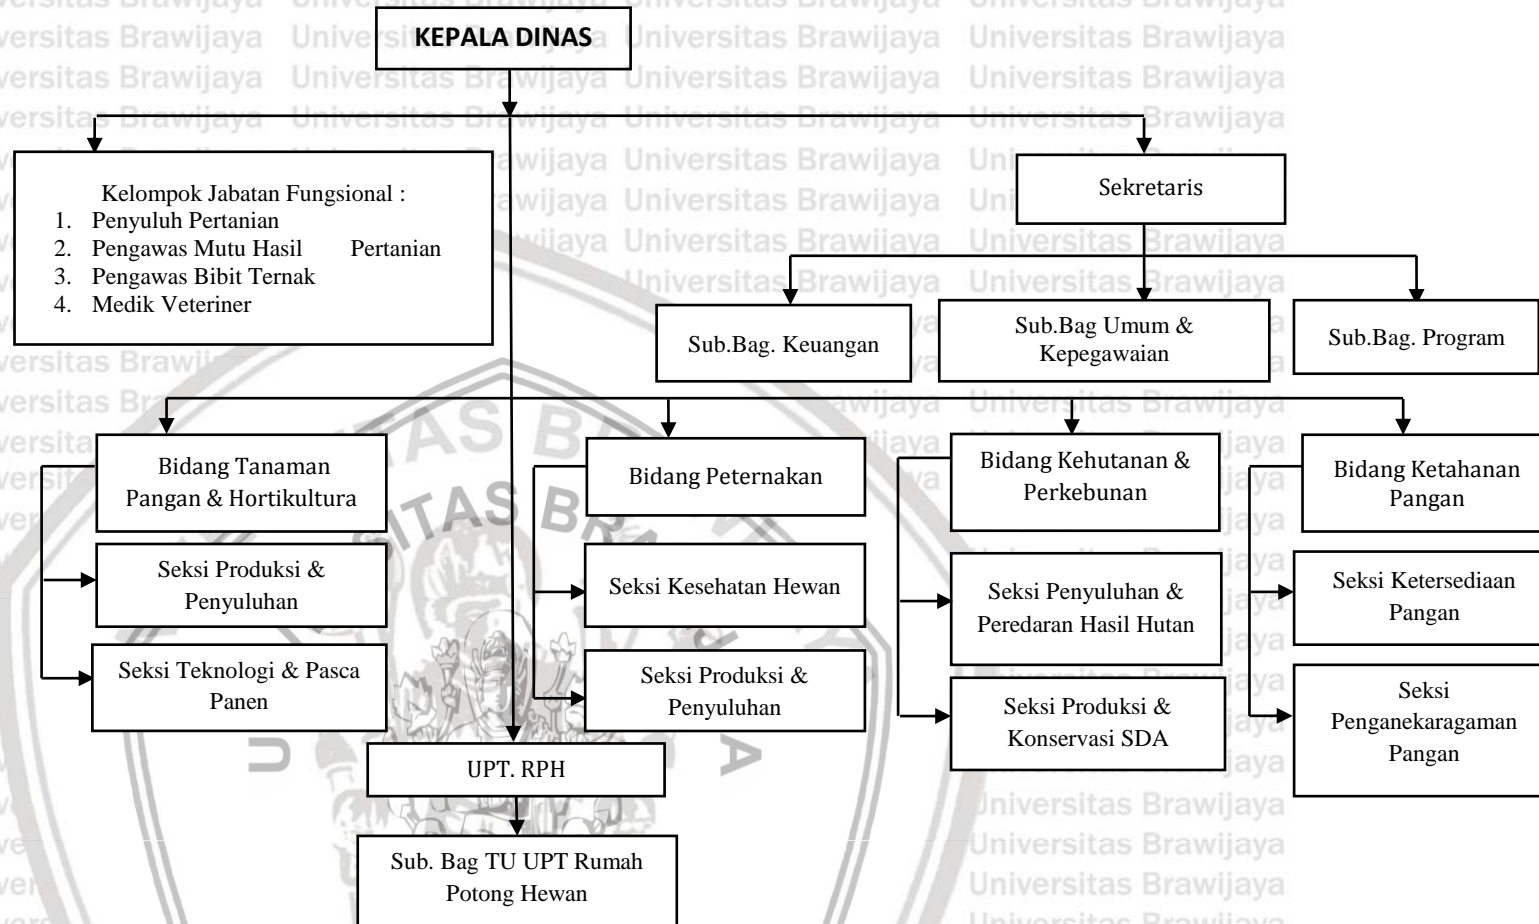 KEPALA DINAS
Kelompok Jabatan Fungsional :
1. Penyuluh Pertanian
2. Pengawas Mutu Hasil Pertanian
3. Pengawas Bibit Ternak
4. Medik Veteriner
Sekretaris
Sub.Bag. Keuangan
Sub.Bag Umum &
Kepegawaian
Sub.Bag. Program
Bidang Tanaman
Pangan & Hortikultura
Seksi Produksi &
Penyuluhan
Seksi Teknologi & Pasca
Panen
Bidang Peternakan
Seksi Kesehatan Hewan
Seksi Produksi &
Penyuluhan
Bidang Kehutanan &
Perkebunan
Seksi Penyuluhan &
Peredaran Hasil Hutan
Seksi Produksi &
Konservasi SDA
Bidang Ketahanan
Pangan
Seksi Ketersediaan
Pangan
Seksi
Penganekaragaman
Pangan
UPT. RPH
Sub. Bag TU UPT Rumah
Potong Hewan